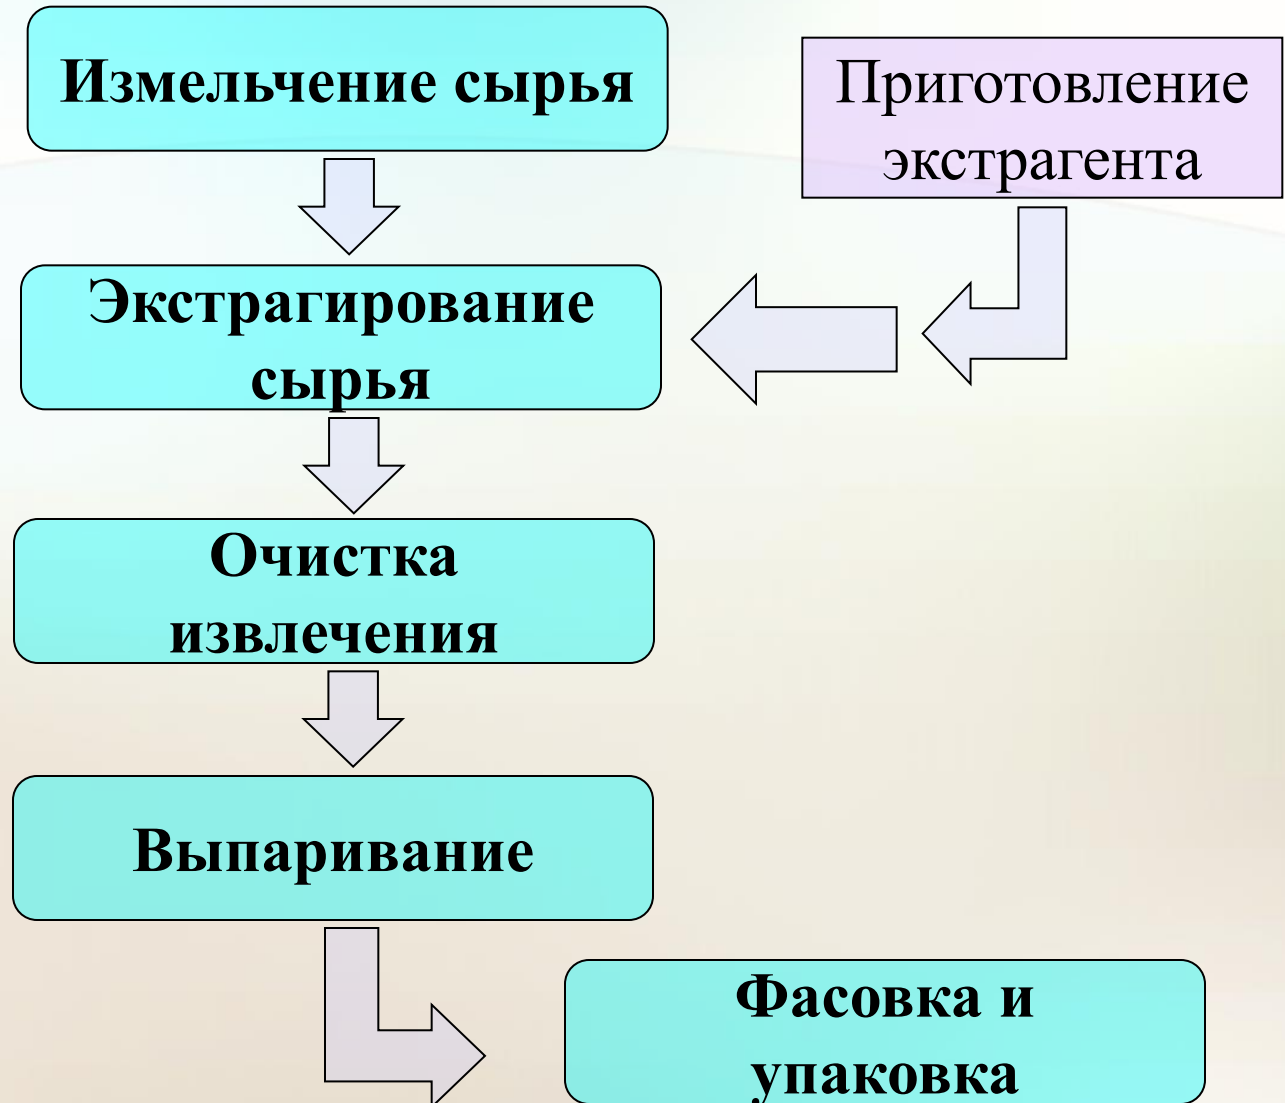 Измельчение сырья
Приготовление
экстрагента
Экстрагирование
сырья
Очистка
извлечения
Выпаривание
Фасовка и
упаковка